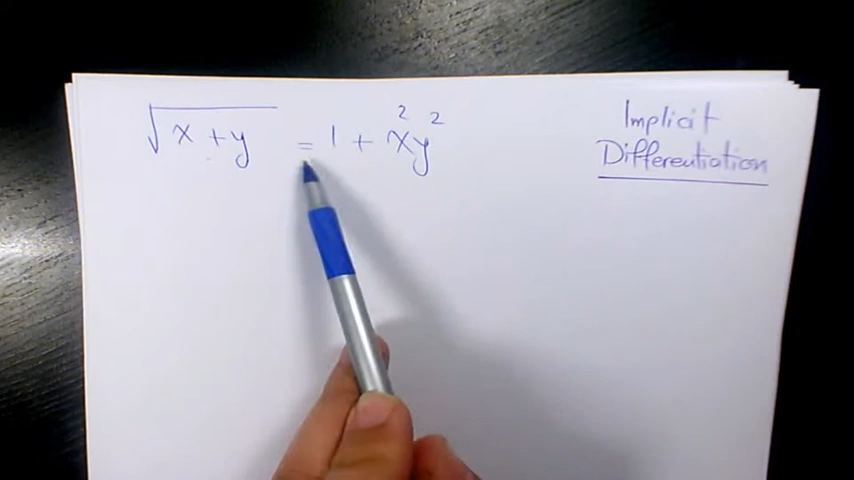 √x + y = 1 + x²y²
Implicit
Differentiation